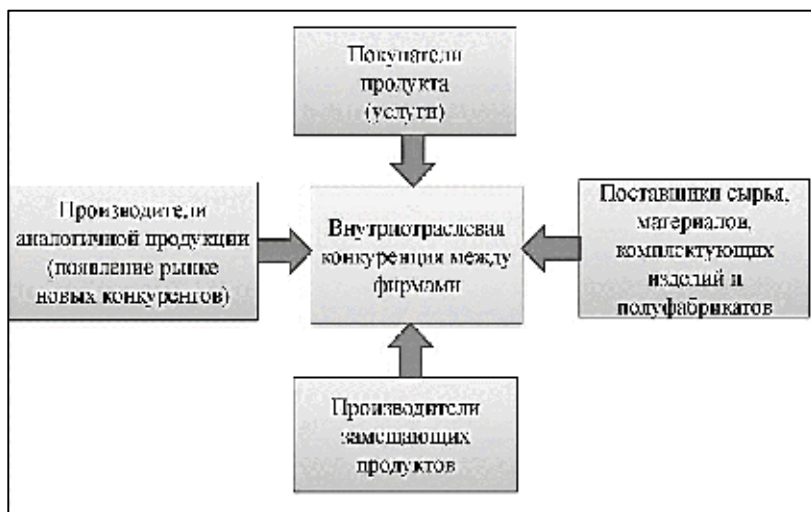 Покупатели
продукта
(услуги)
Производители
аналогичной продукции
(появление рынке
новых конкурентов)
Внутриотраслевая
конкуренция между
фирмами
Поставщики сырья,
материалов,
комплектующих
изделий и
полуфабрикатов
Производители
замещающих
продуктов